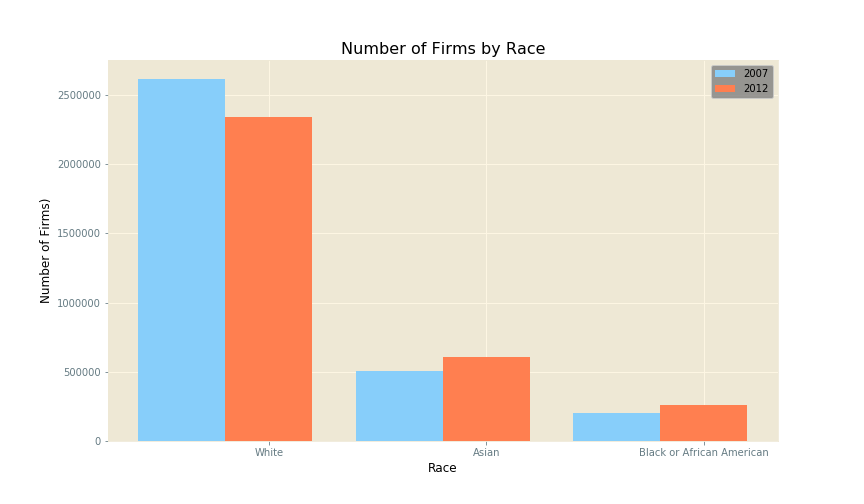 Number of Firms by Race
2007
2012
Number of Firms)
2500000
2000000
1500000
1000000
500000
0
White
Asian
Black or African American
Race